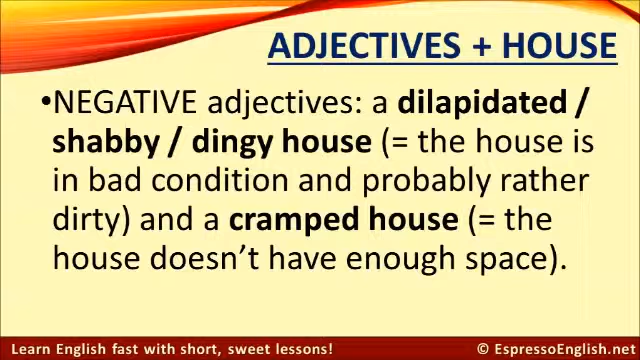 ADJECTIVES + HOUSE
•NEGATIVE adjectives: a dilapidated /
shabby / dingy house (= the house is
in bad condition and probably rather
dirty) and a cramped house (= the
house doesn’t have enough space).
Learn English fast with short, sweet lessons!
© EspressoEnglish.net